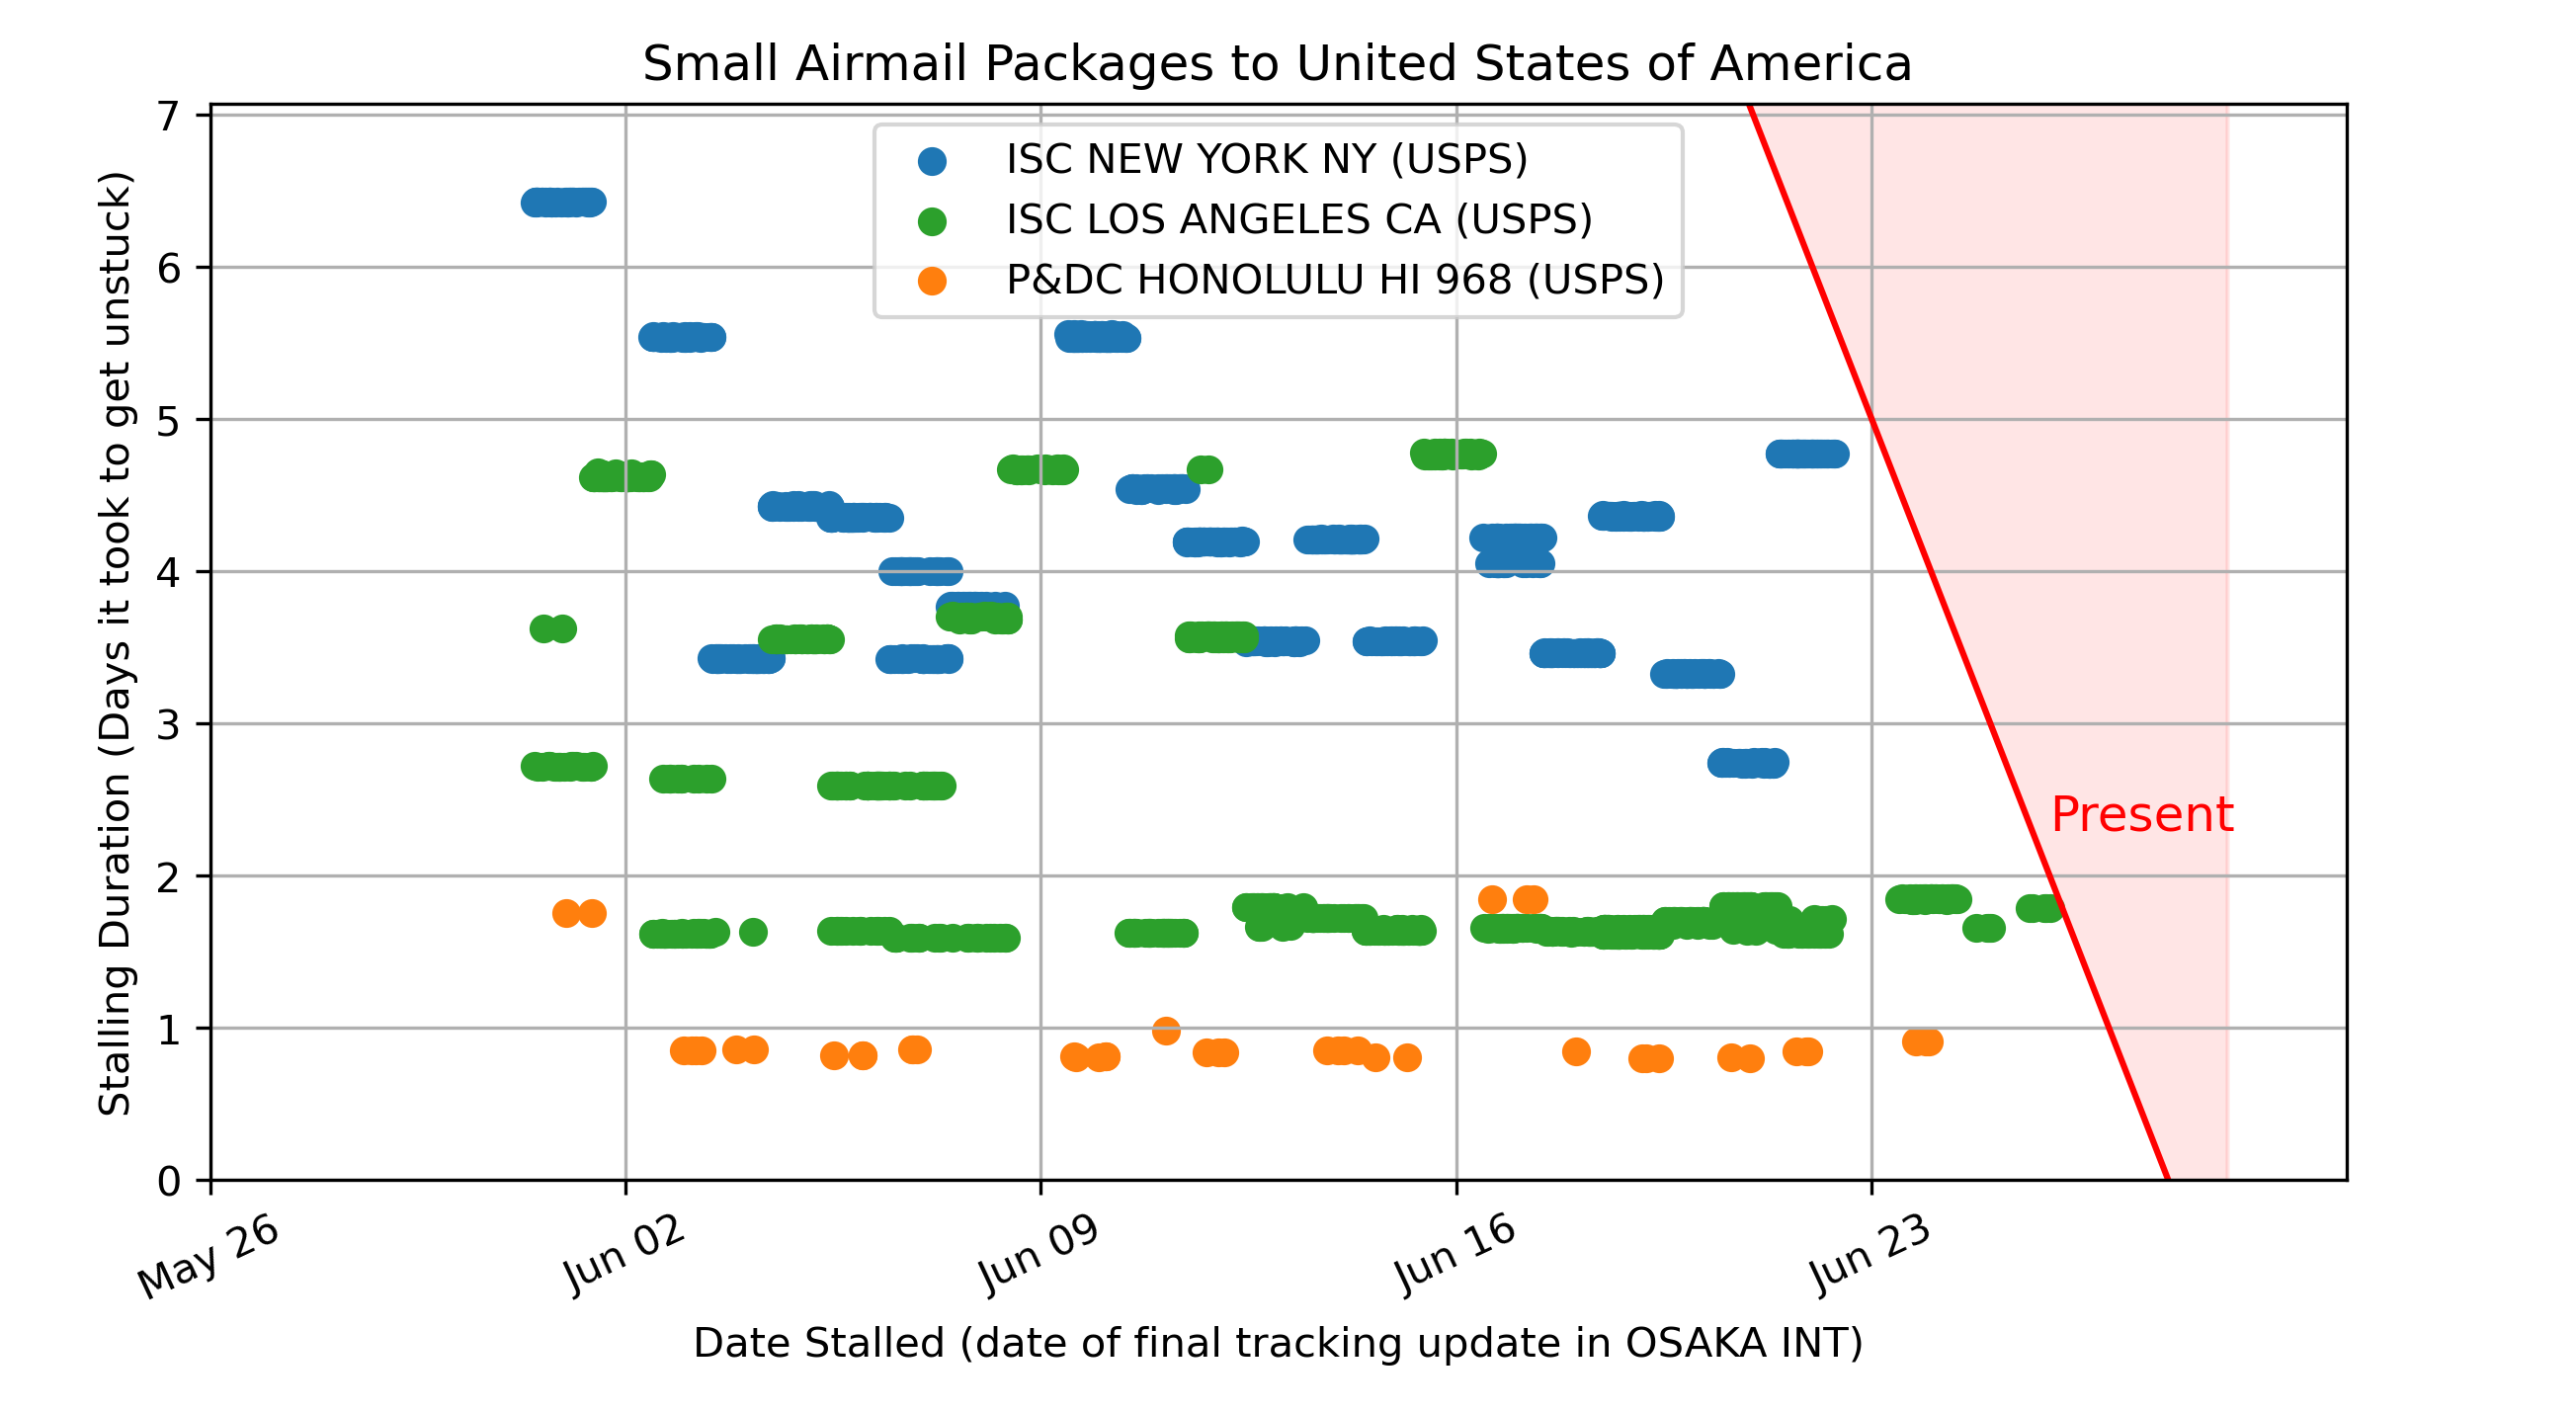 Small Airmail Packages to United States of America
Stalling Duration (Days it took to get unstuck)
7
6
5
4
3
2
1
0
ISC NEW YORK NY (USPS)
ISC LOS ANGELES CA (USPS)
P&DC HONOLULU HI 968 (USPS)
Present
May 26
Jun 02
Jun 09
Jun 16
Jun 23
Date Stalled (date of final tracking update in OSAKA INT)